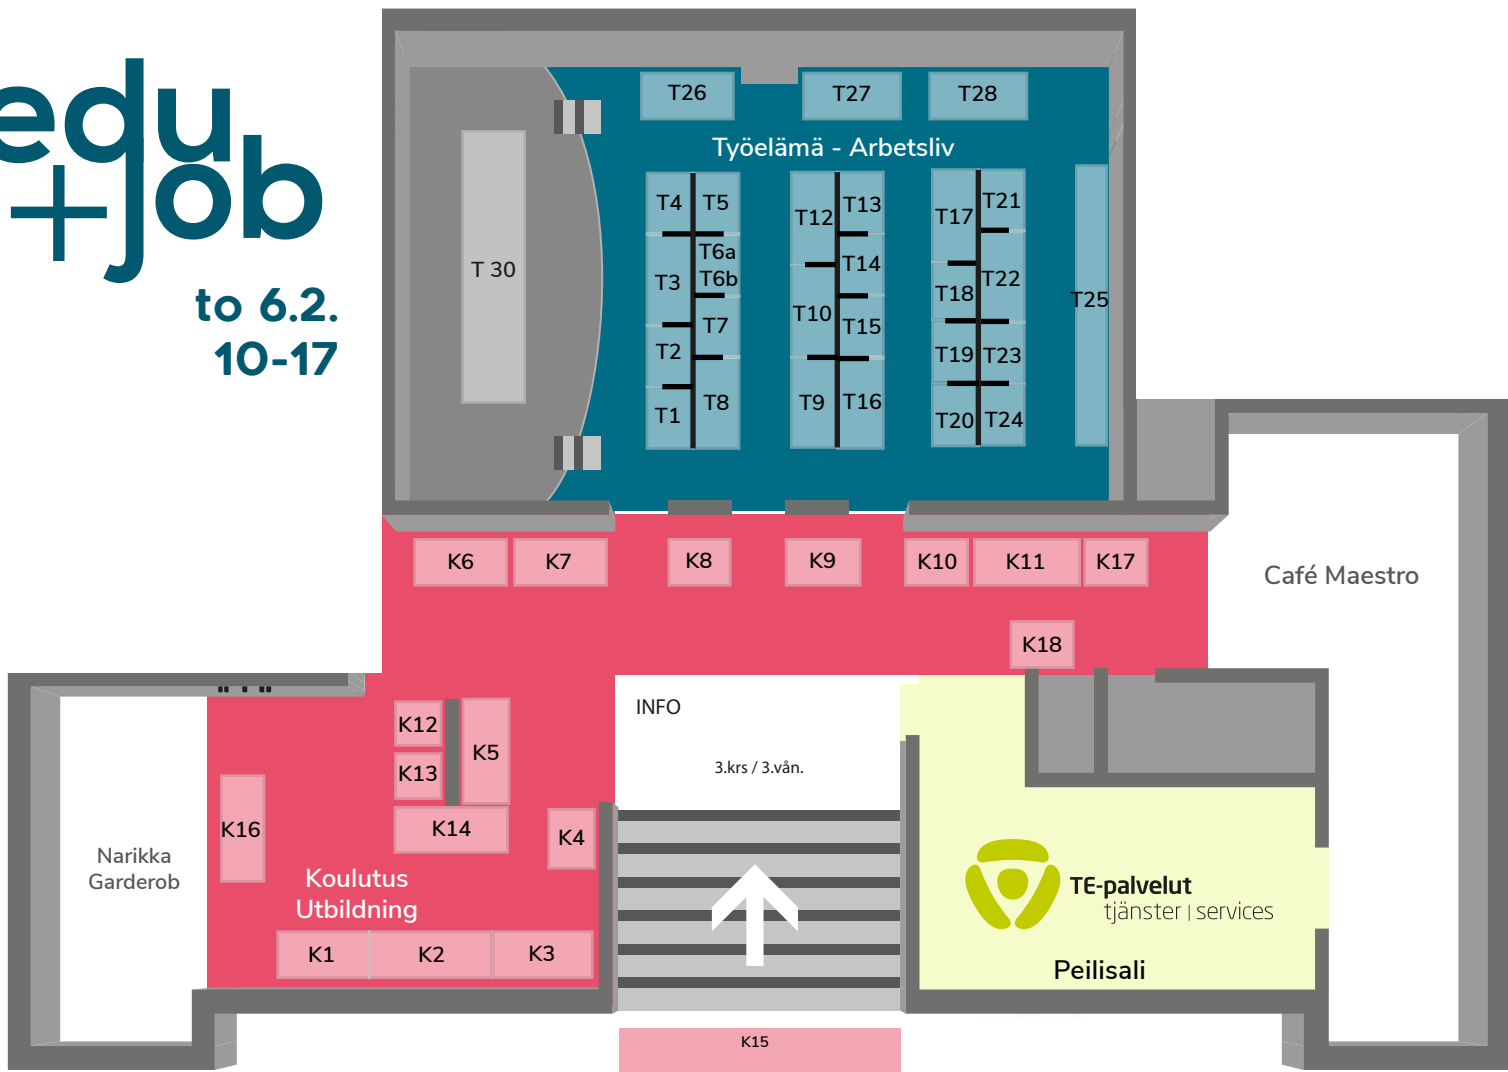 edu
+job
to 6.2.
10-17
T26
T27
T28
Työelämä - Arbetsliv
T 30
T4
T5
T6a
T6b
T3
T7
T2
T1
T8
T12
T13
T14
T10
T15
T9
T16
T17
T21
T22
T18
T19
T23
T20
T24
T25
K6
K7
K8
K9
K10
K11
K17
K18
Café Maestro
INFO
3.krs / 3.vån.
K12
K13
K5
K14
K4
K16
Narikka
Garderob
Koulutus
Utbildning
K1
K2
K3
TE-palvelut
tjänster | services
Peilisali
K15